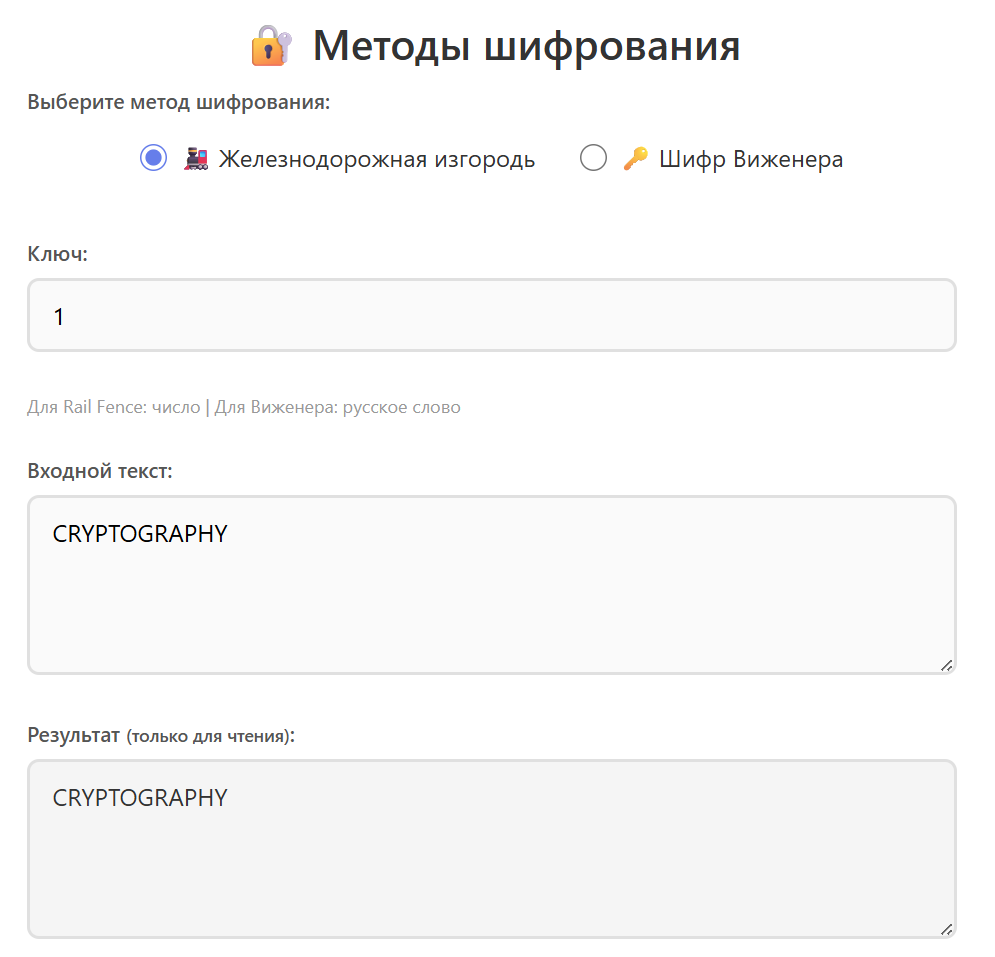 Методы шифрования
Выберите метод шифрования:
Железнодорожная изгородь Шифр Виженера
Ключ:
1
Для Rail Fence: число | Для Виженера: русское слово
Входной текст:
CRYPTOGRAPHY
Результат (только для чтения):
CRYPTOGRAPHY